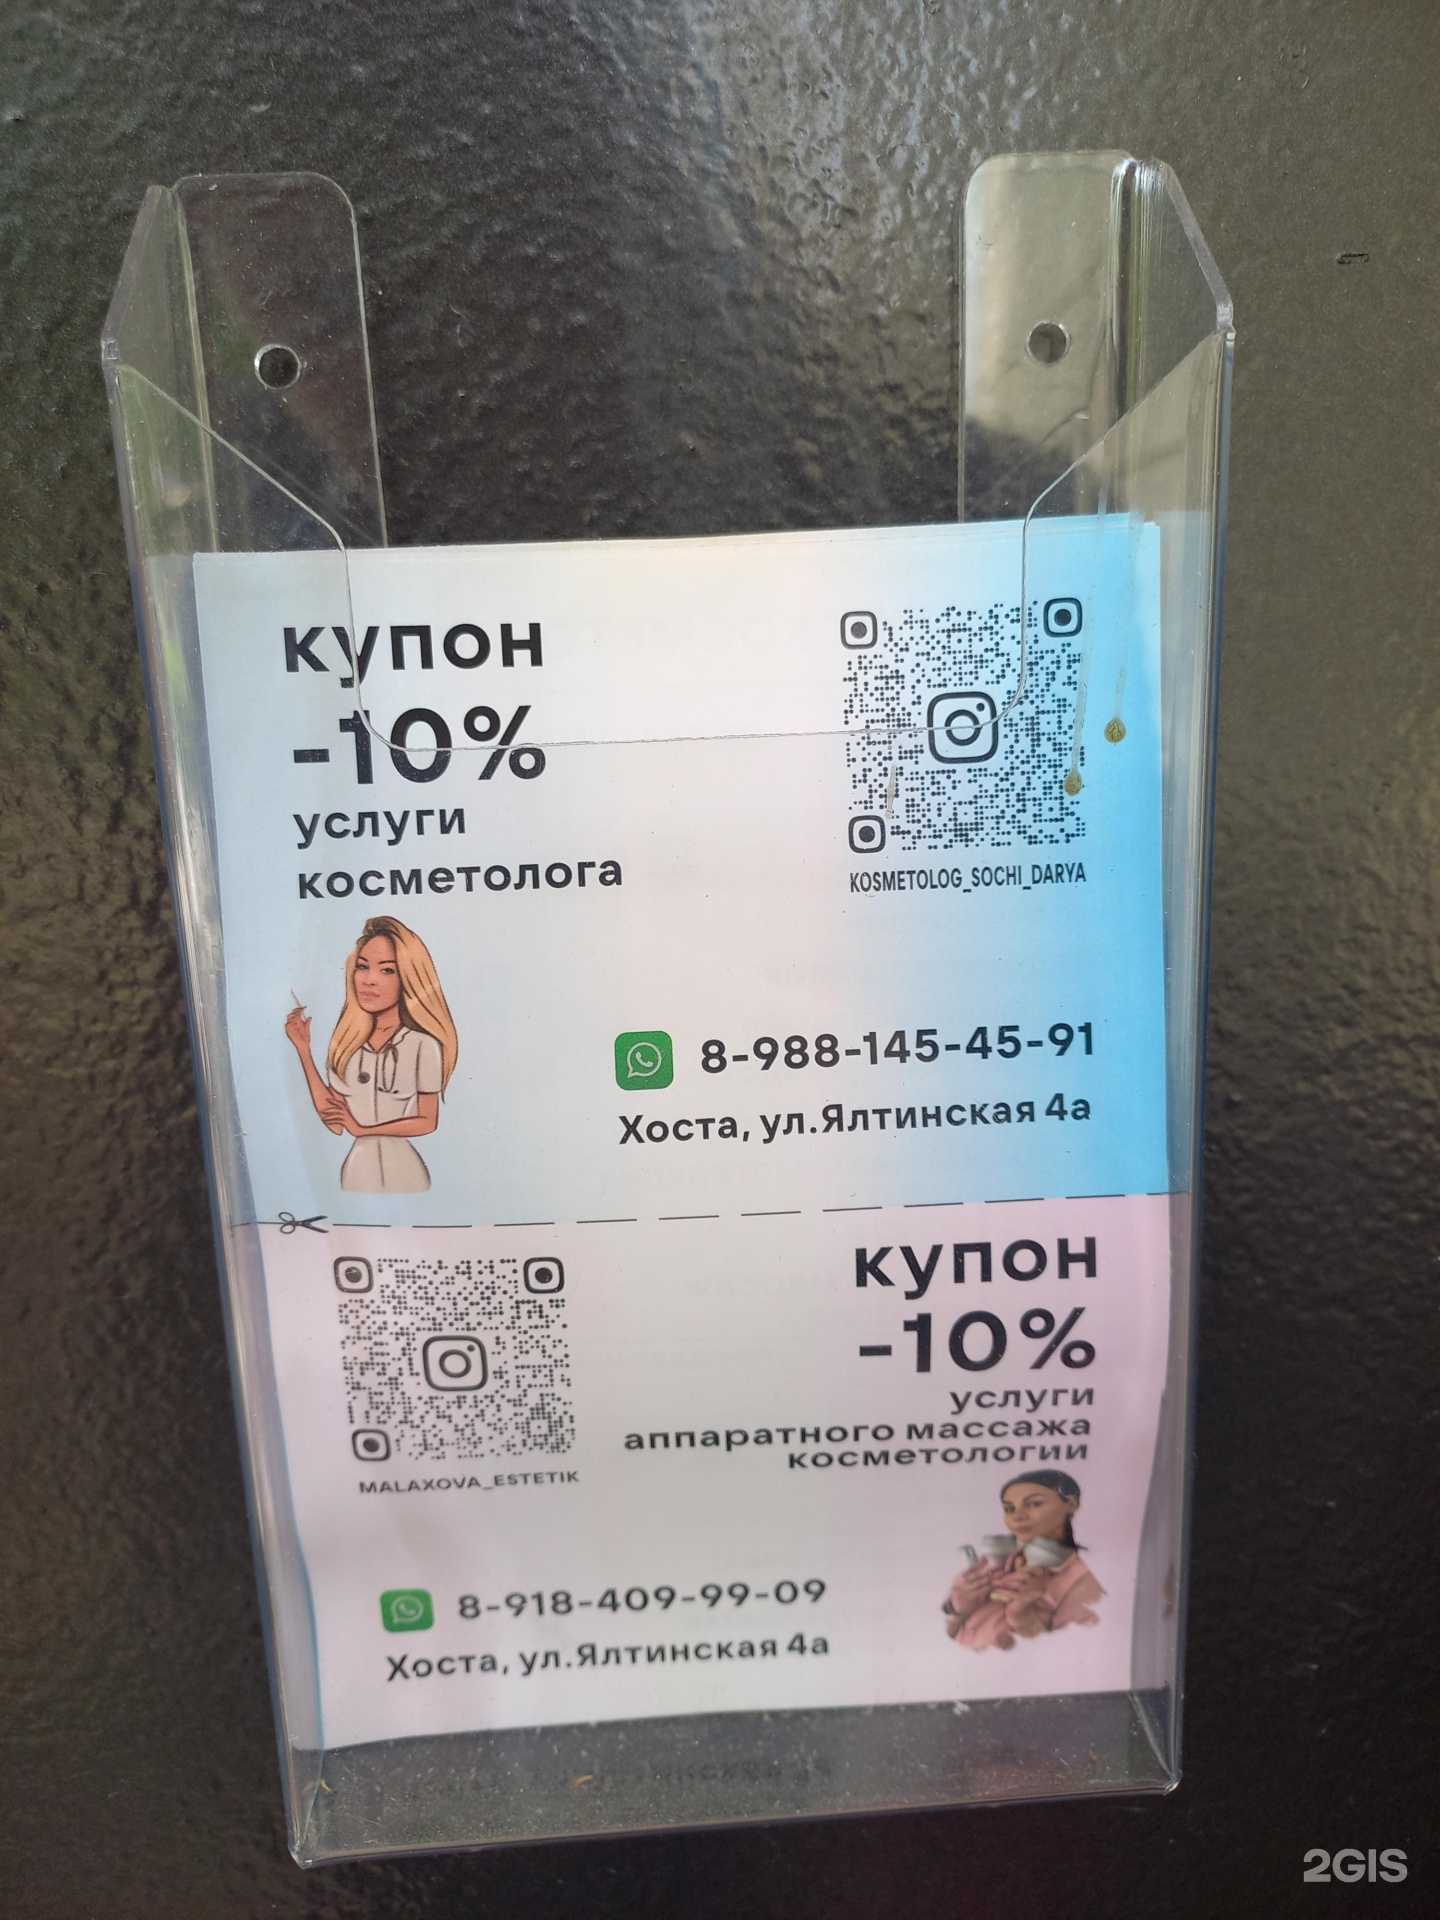 купон
-10%
услуги
косметолога
KOSMETOLOG_SOCHI_DARYA
8-988-145-45-91
Хоста, ул.Ялтинская 4а
купон
-10%
услуги
аппаратного массажа
косметологии
MALAXOVA_ESTETIK
8-918-409-99-09
Хоста, ул.Ялтинская 4а
2GIS